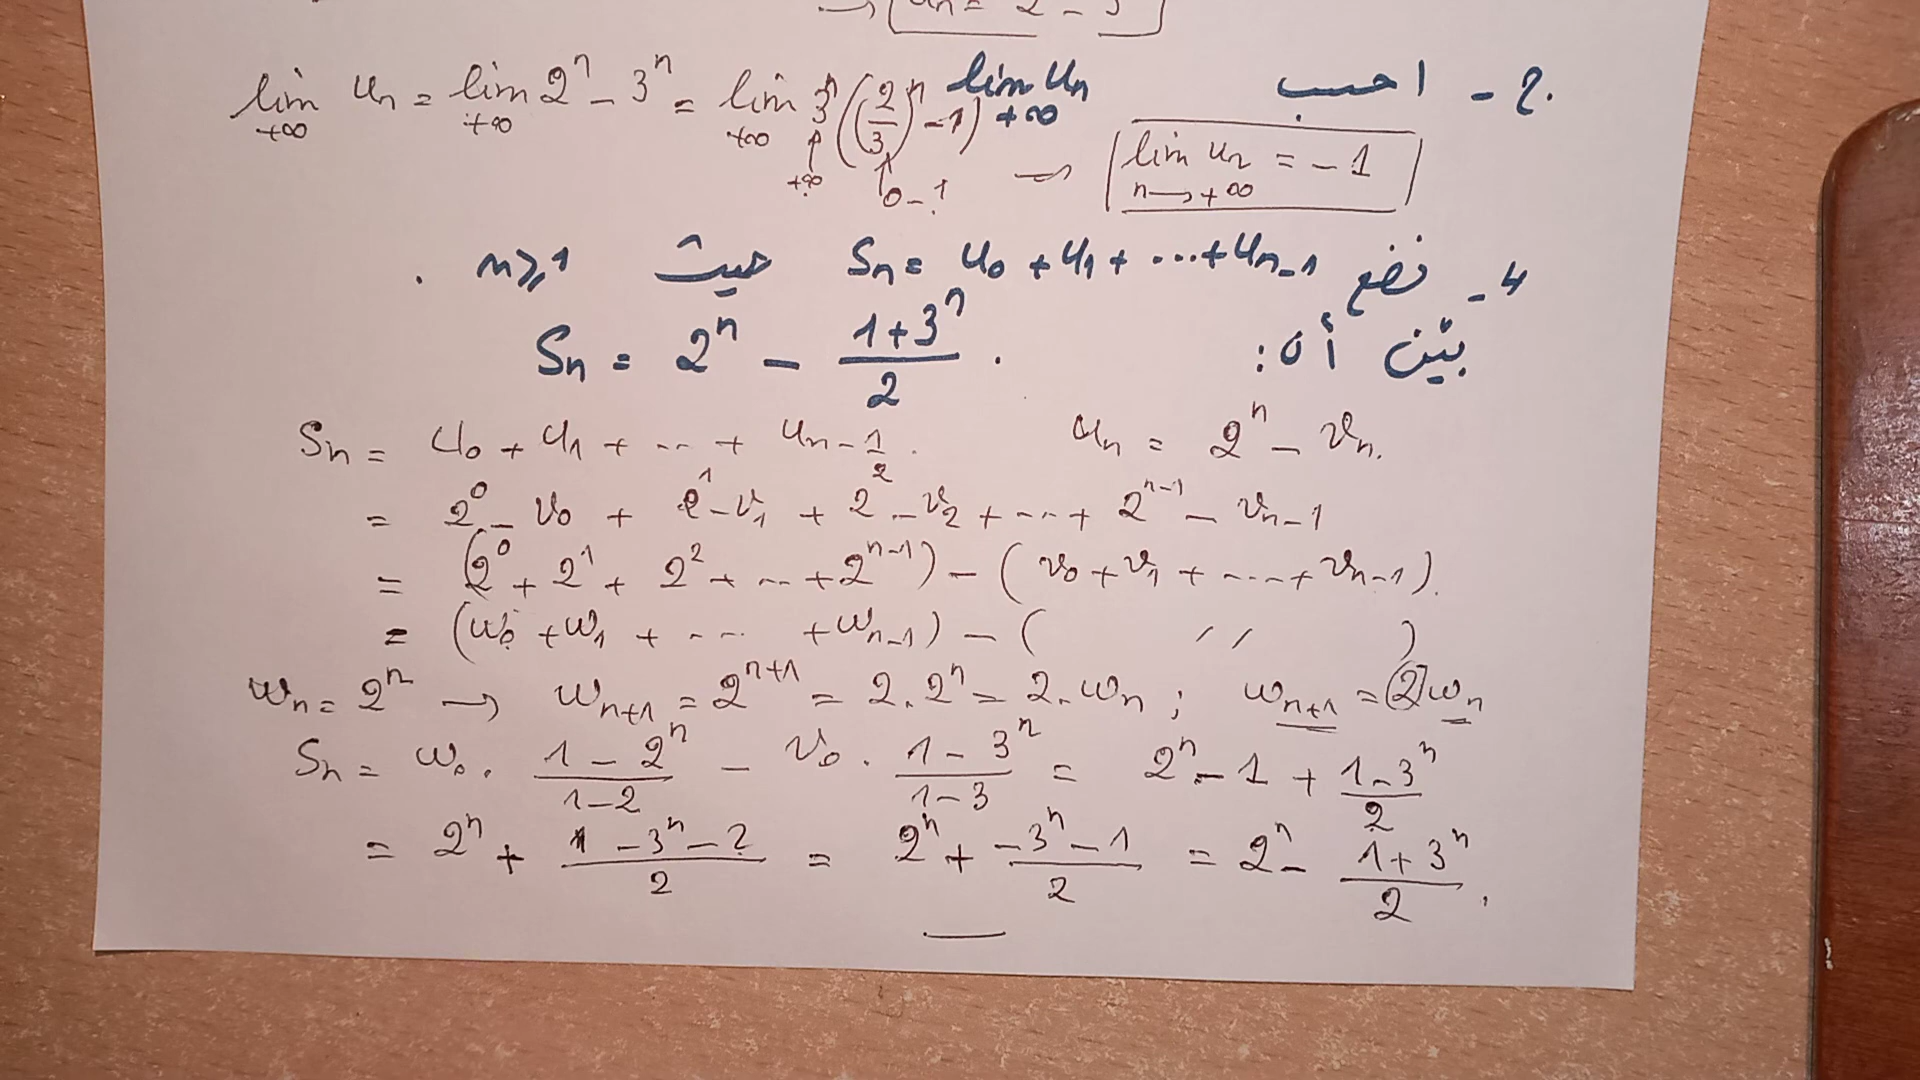 → Un = 2 - 3
2 - احسب lim Un +∞
lim Un +∞ = lim 2^n - 3^n +∞ = lim 3^n ((2/3)^n - 1) +∞
+∞ 0-1 → lim Un = -1 n→+∞
4 - نضع Sn = U0 + U1 + ... + Un-1 حيث n ≥ 1 .
بيّن أن : Sn = 2^n - (1+3^n)/2 .
Sn = U0 + U1 + ... + Un-1 . Un = 2^n - Vn.
= 2^0 - V0 + 2^1 - V1 + 2^2 - V2 + ... + 2^(n-1) - Vn-1
= (2^0 + 2^1 + 2^2 + ... + 2^(n-1)) - (V0 + V1 + .... + Vn-1).
= (W0 + W1 + .... + Wn-1) - ( // )
Wn = 2^n → Wn+1 = 2^(n+1) = 2.2^n = 2.Wn ; Wn+1 = 2Wn
Sn = W0 . (1-2^n)/(1-2) - V0 . (1-3^n)/(1-3) = 2^n - 1 + (1-3^n)/2
= 2^n + (1-3^n-2)/2 = 2^n + (-3^n-1)/2 = 2^n - (1+3^n)/2 .